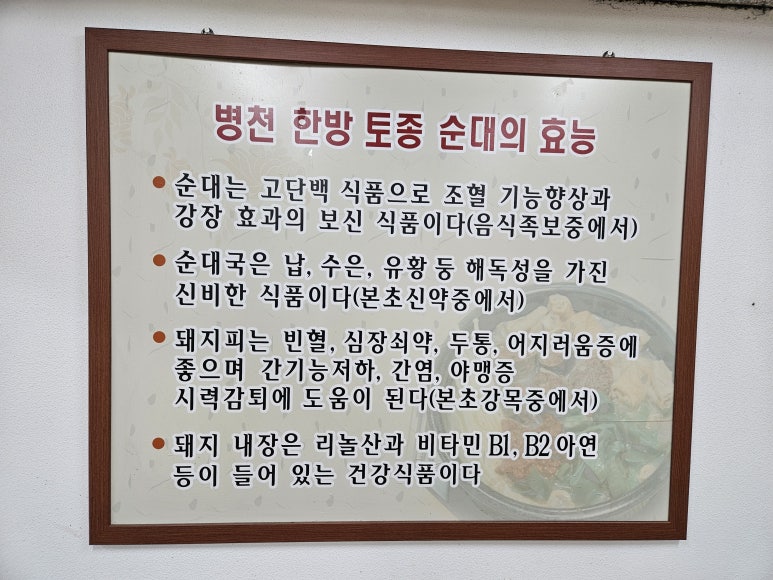 병천 한방 토종 순대의 효능
순대는 고단백 식품으로 조혈 기능향상과
강장 효과의 보신 식품이다(음식족보중에서)
순대국은 납, 수은, 유황 등 해독성을 가진
신비한 식품이다(본초신약중에서)
돼지피는 빈혈, 심장쇠약, 두통, 어지러움증에
좋으며 간기능저하, 간염, 야맹증
시력감퇴에 도움이 된다(본초강목중에서)
돼지 내장은 리놀산과 비타민 B1, B2 아연
등이 들어 있는 건강식품이다